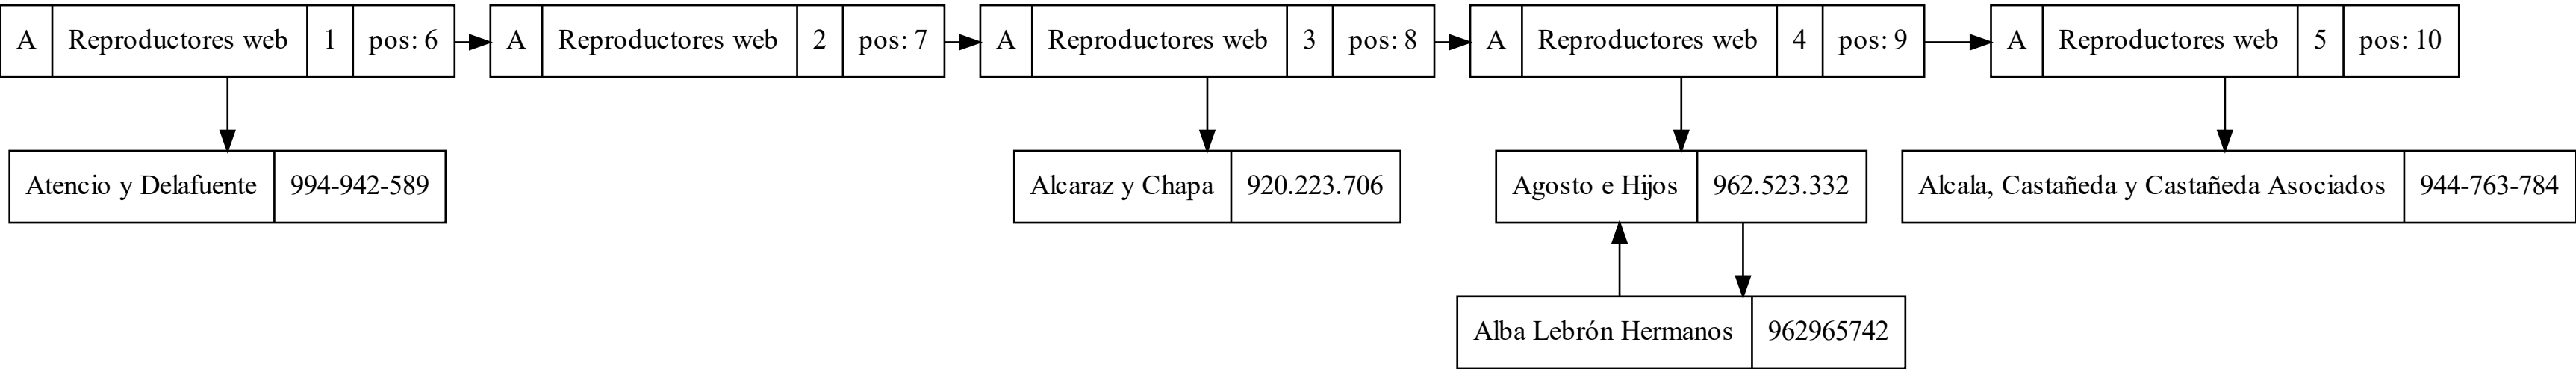 A Reproductores web 1 pos: 6 A Reproductores web 2 pos: 7 A Reproductores web 3 pos: 8 A Reproductores web 4 pos: 9 A Reproductores web 5 pos: 10
Atencio y Delafuente 994-942-589 Alcaraz y Chapa 920.223.706 Agosto e Hijos 962.523.332 Alcala, Castañeda y Castañeda Asociados 944-763-784
Alba Lebrón Hermanos 962965742